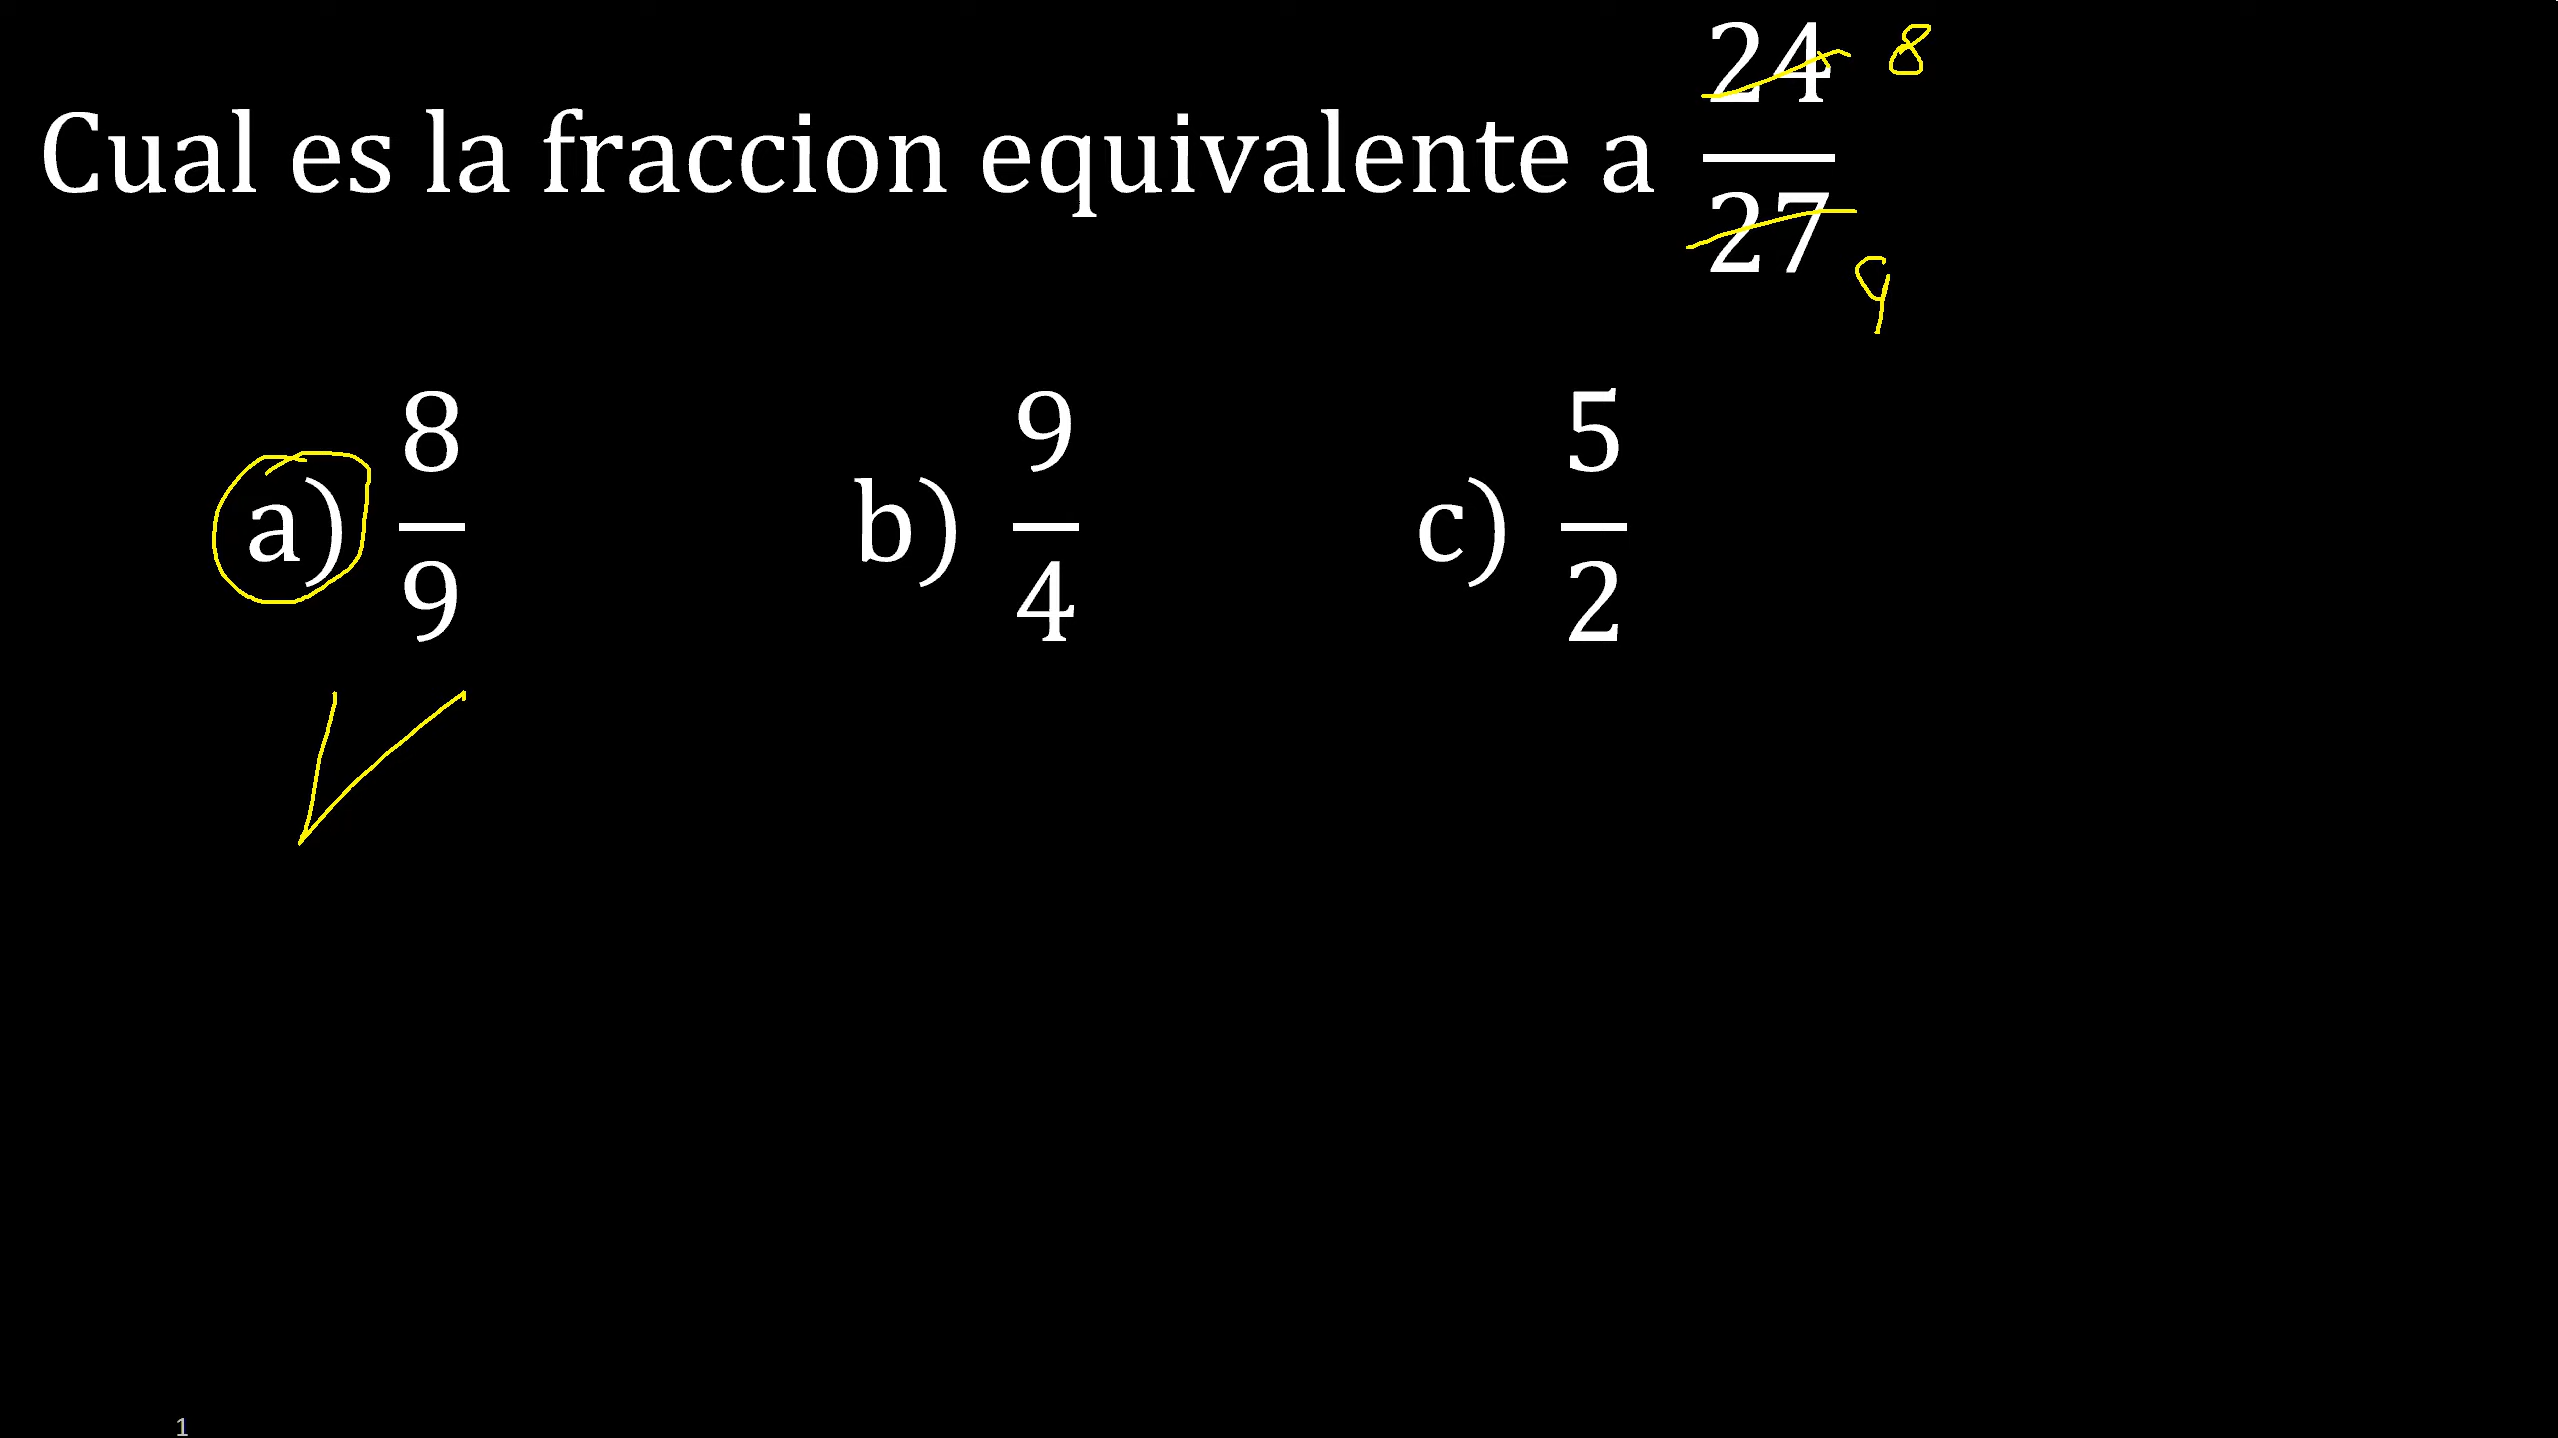 Cual es la fraccion equivalente a 24/27 8 9
a) 8/9 b) 9/4 c) 5/2
1